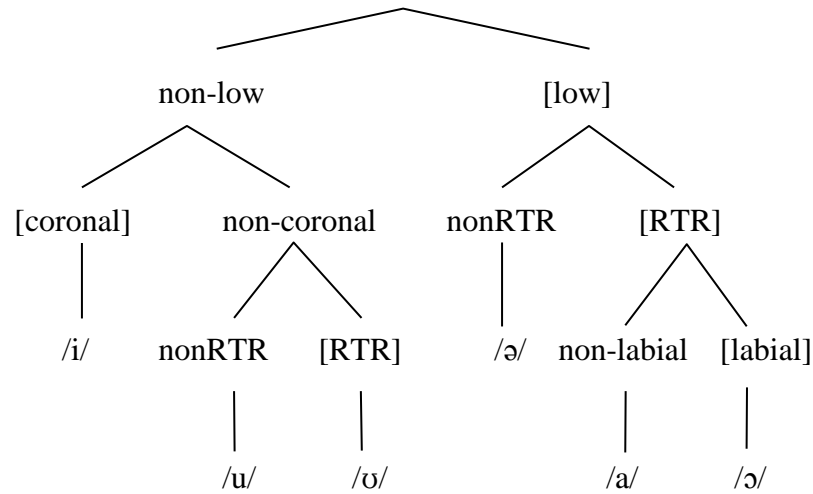 non-low [low]
[coronal] non-coronal nonRTR [RTR]
/i/ nonRTR [RTR] /ə/ non-labial [labial]
/u/ /ʊ/ /a/ /ɔ/